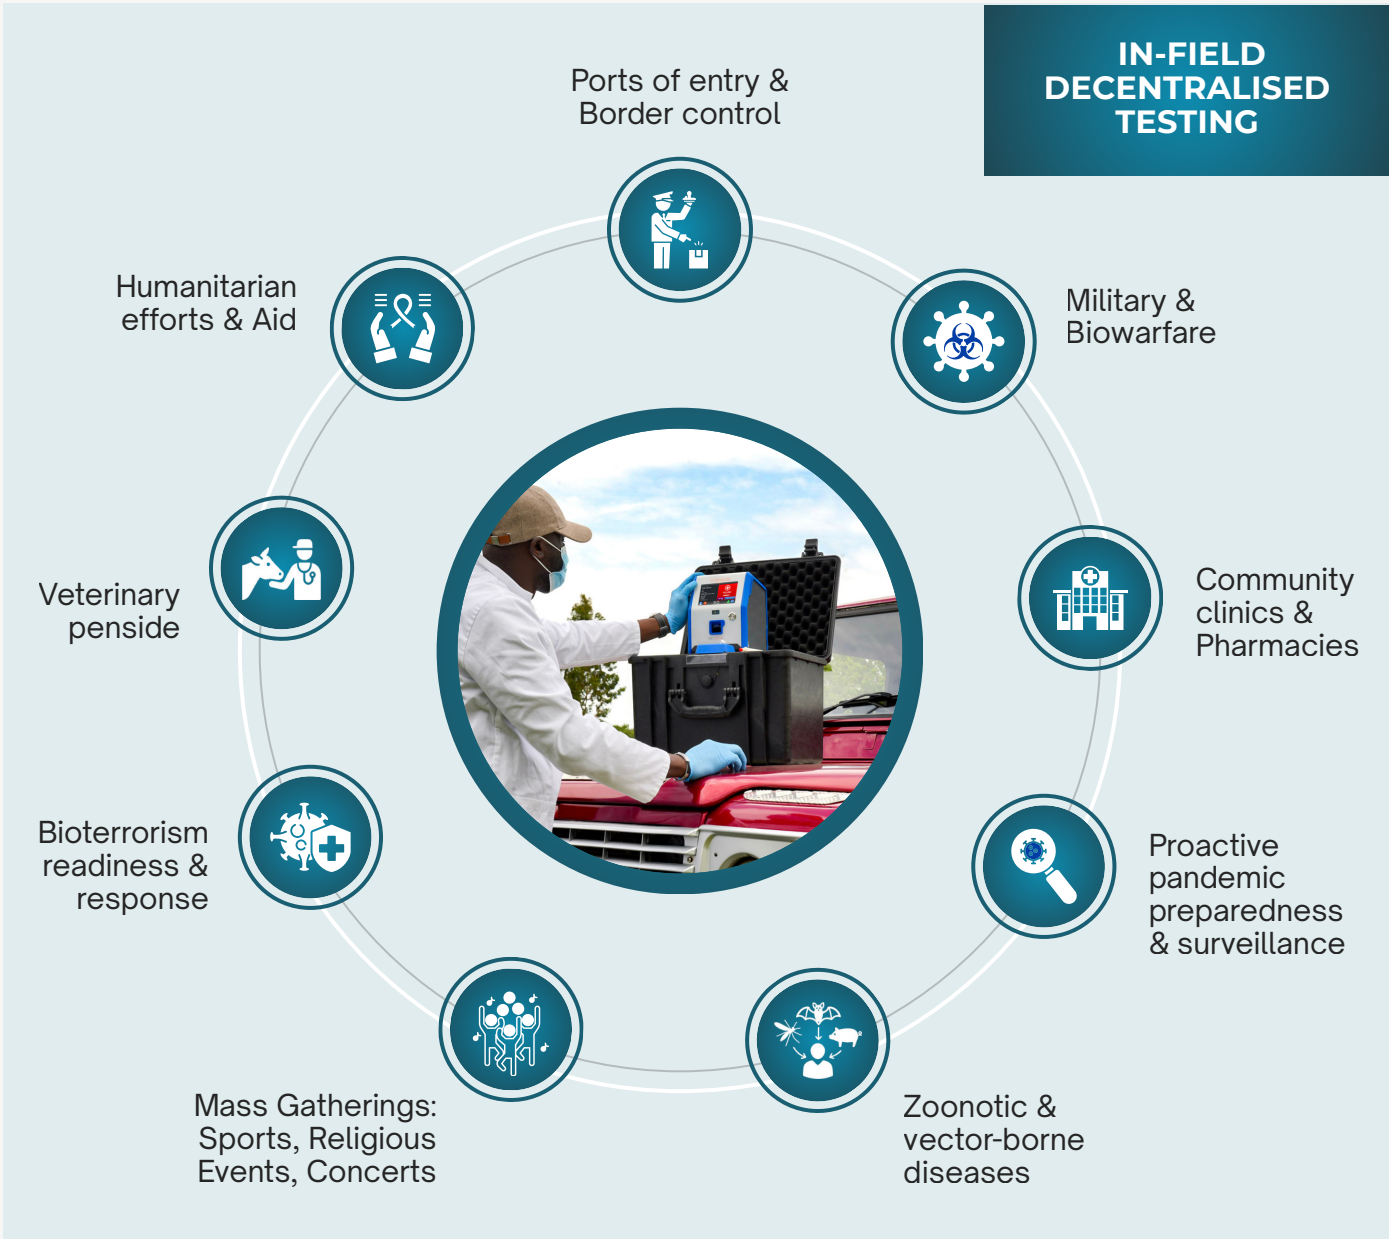 IN-FIELD
DECENTRALISED
TESTING
Ports of entry &
Border control
Military &
Biowarfare
Community
clinics &
Pharmacies
Proactive
pandemic
preparedness
& surveillance
Zoonotic &
vector-borne
diseases
Mass Gatherings:
Sports, Religious
Events, Concerts
Bioterrorism
readiness &
response
Veterinary
penside
Humanitarian
efforts & Aid